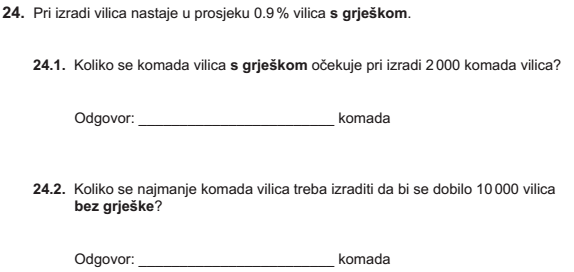 24. Pri izradi vilica nastaje u prosjeku 0.9 % vilica s grješkom.
24.1. Koliko se komada vilica s grješkom očekuje pri izradi 2 000 komada vilica?
Odgovor: ________________________ komada
24.2. Koliko se najmanje komada vilica treba izraditi da bi se dobilo 10 000 vilica
bez grješke?
Odgovor: ________________________ komada